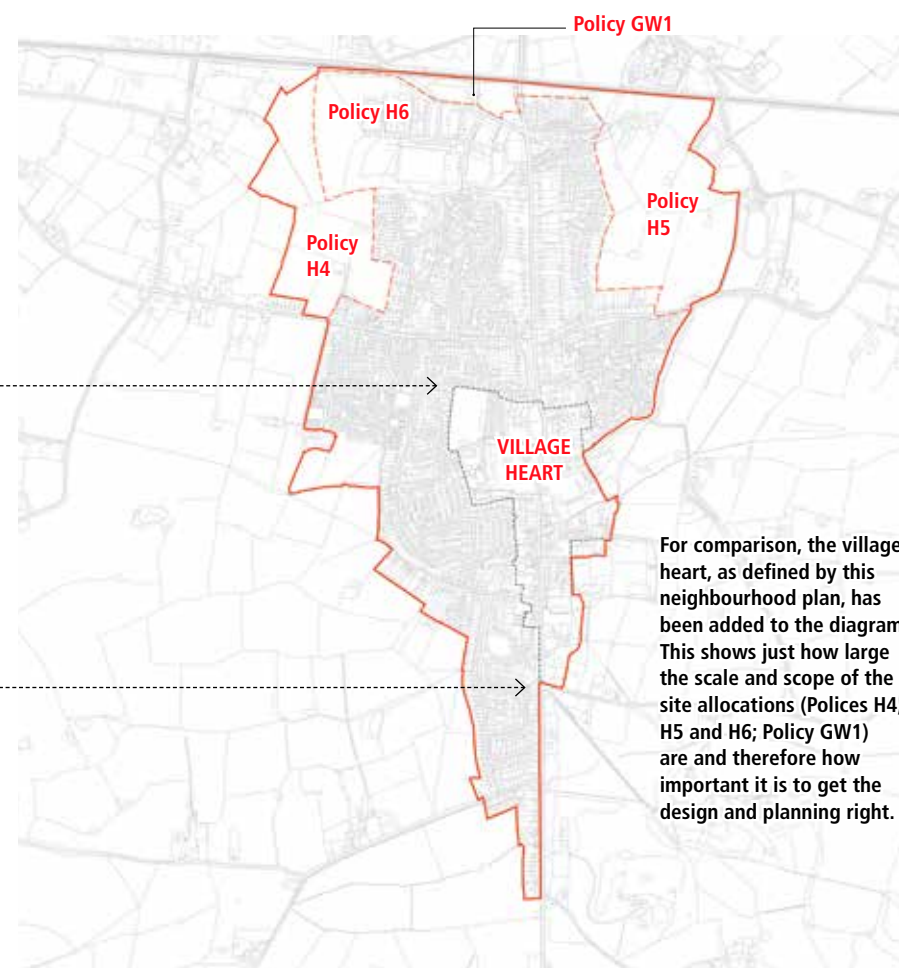 Policy GW1
Policy H6
Policy
H5
Policy
H4
VILLAGE
HEART
For comparison, the village
heart, as defined by this
neighbourhood plan, has
been added to the diagram
This shows just how large
the scale and scope of the
site allocations (Polices H4,
H5 and H6; Policy GW1)
are and therefore how
important it is to get the
design and planning right.